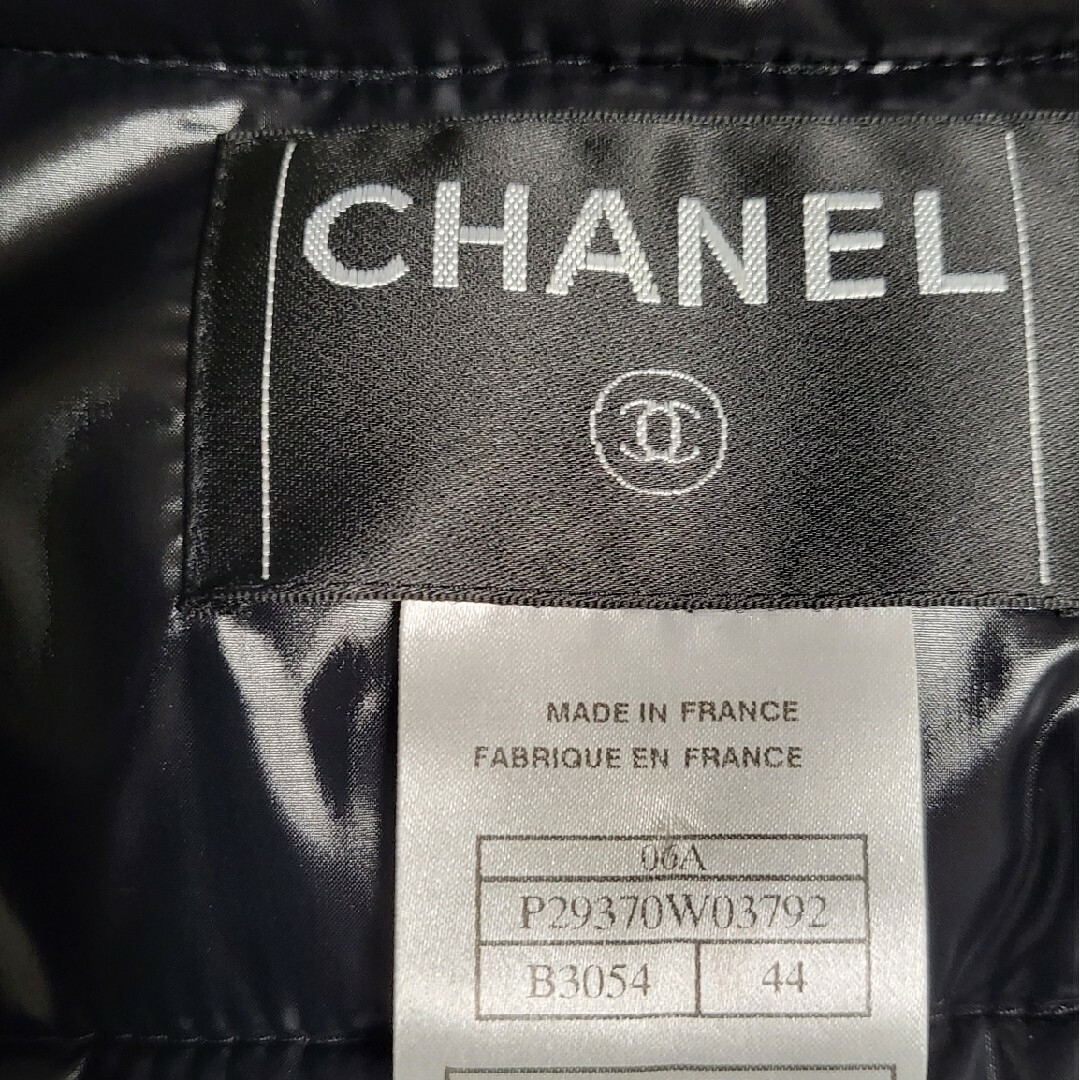 CHANEL
MADE IN FRANCE
FABRIQUE EN FRANCE
06A
P29370W03792
B3054 44